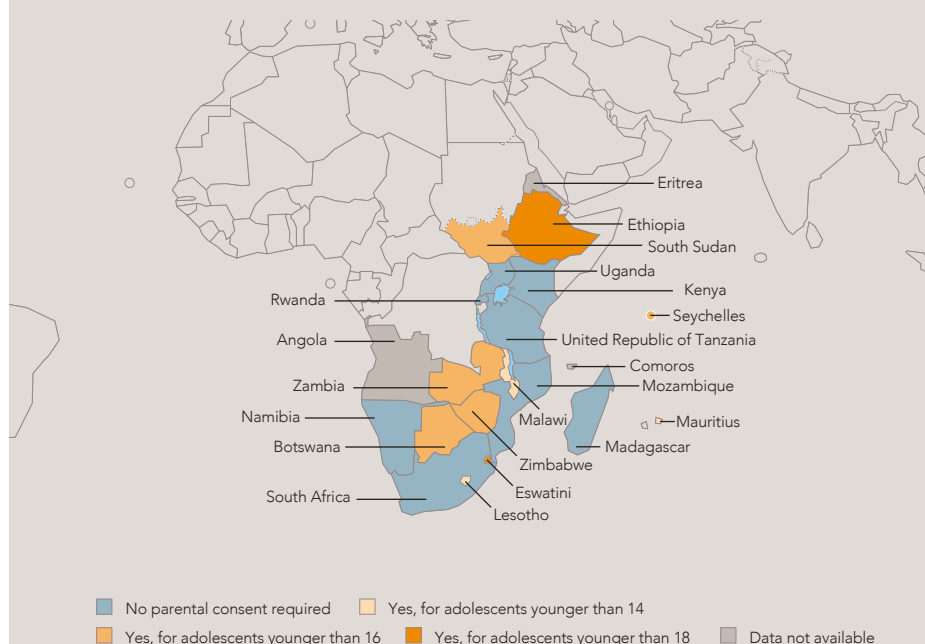 Eritrea
Ethiopia
South Sudan
Uganda
Rwanda
Kenya
Seychelles
Angola
United Republic of Tanzania
Comoros
Zambia
Mozambique
Namibia
Malawi
Mauritius
Botswana
Madagascar
Zimbabwe
South Africa
Eswatini
Lesotho
No parental consent required
Yes, for adolescents younger than 14
Yes, for adolescents younger than 16
Yes, for adolescents younger than 18
Data not available